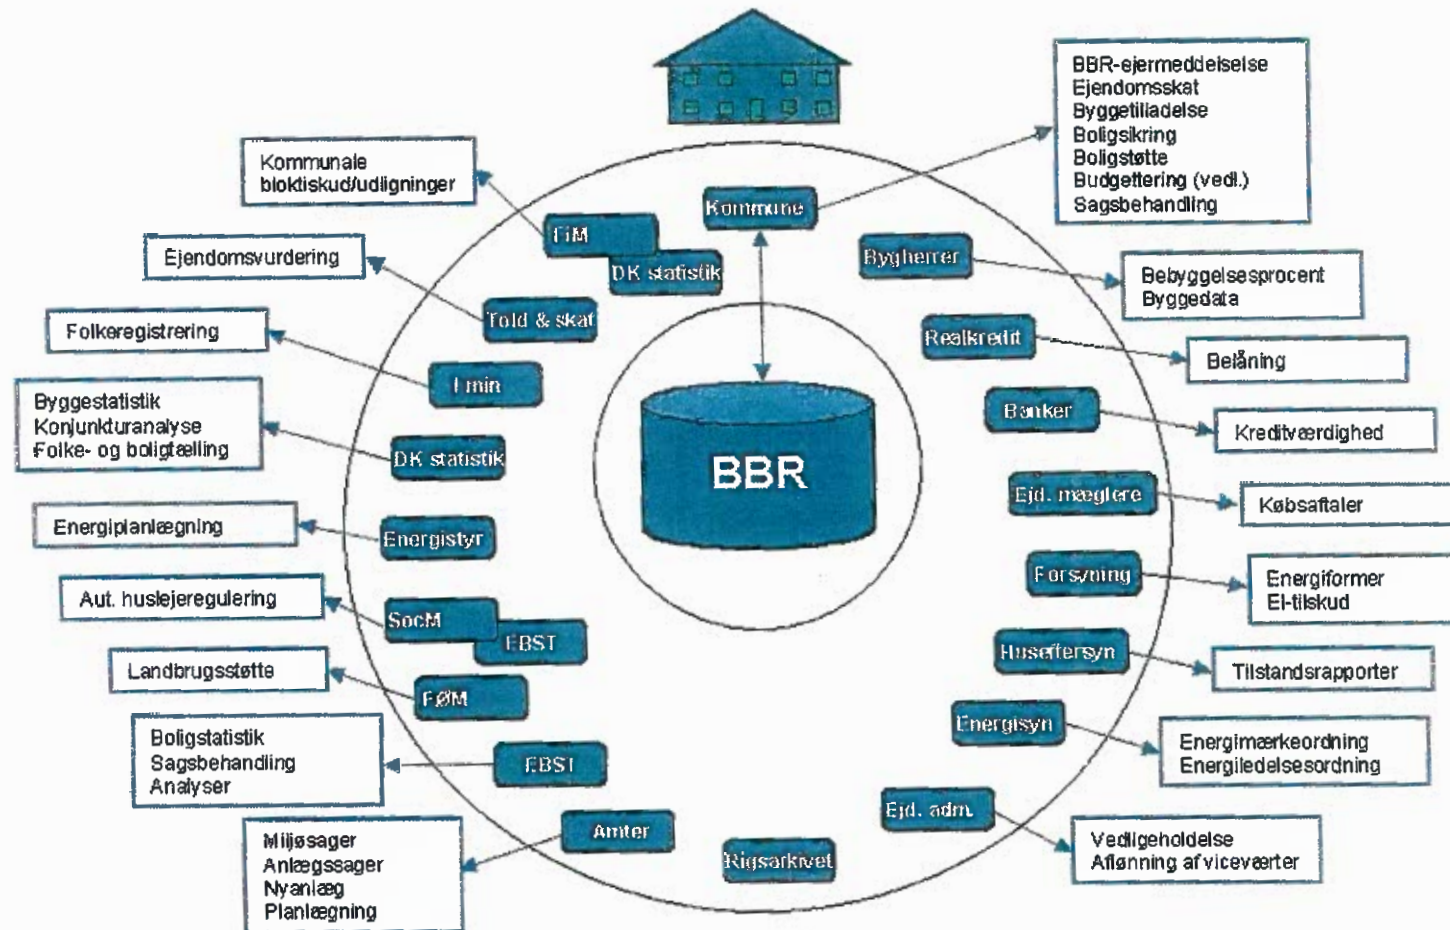 BBR-ejermeddelselse
Ejendomsskat
Byggetilladelse
Boligsikring
Boligstøtte
Budgettering (vedl.)
Sagsbehandling
Kommunale
bloktiskud/udligninger
Kommune
FiM
DK statistik
Bygherrer
Ejendomsvurdering
Bebyggelsesprocent
Byggedata
Told & skat
Folkeregistrering
Realkredit
Belåning
I min
Byggestatistik
Konjunkturanalyse
Folke- og boligtælling
Banker
Kreditværdighed
DK statistik
BBR
Ejd. mæglere
Købsaftaler
Energiplanlægning
Energistyr
Forsyning
Energiformer
El-tilskud
Aut. huslejeregulering
SocM
EBST
Huseftersyn
Tilstandsrapporter
Landbrugsstøtte
FØM
Energisyn
Energimærkeordning
Energiledelsesordning
Boligstatistik
Sagsbehandling
Analyser
EBST
Ejd. adm.
Vedligeholdelse
Aflønning af viceværter
Amter
Miljøsager
Anlægssager
Nyanlæg
Planlægning
Rigsarkivet